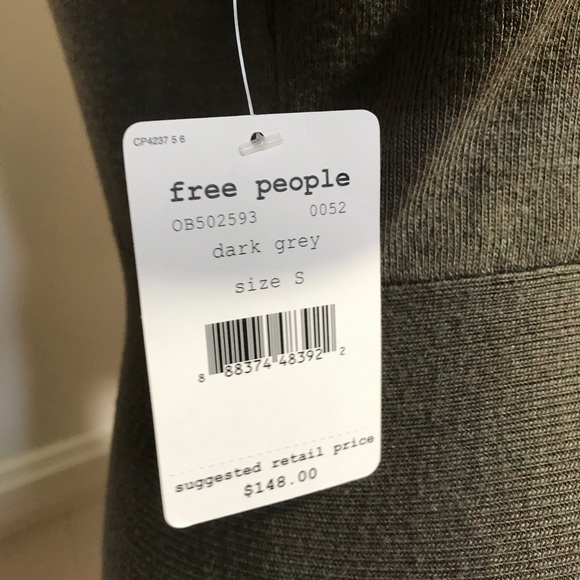 CP4237 5 6
free people
OB502593 0052
dark grey
size S
8 88374 48392 2
suggested retail price
$148.00